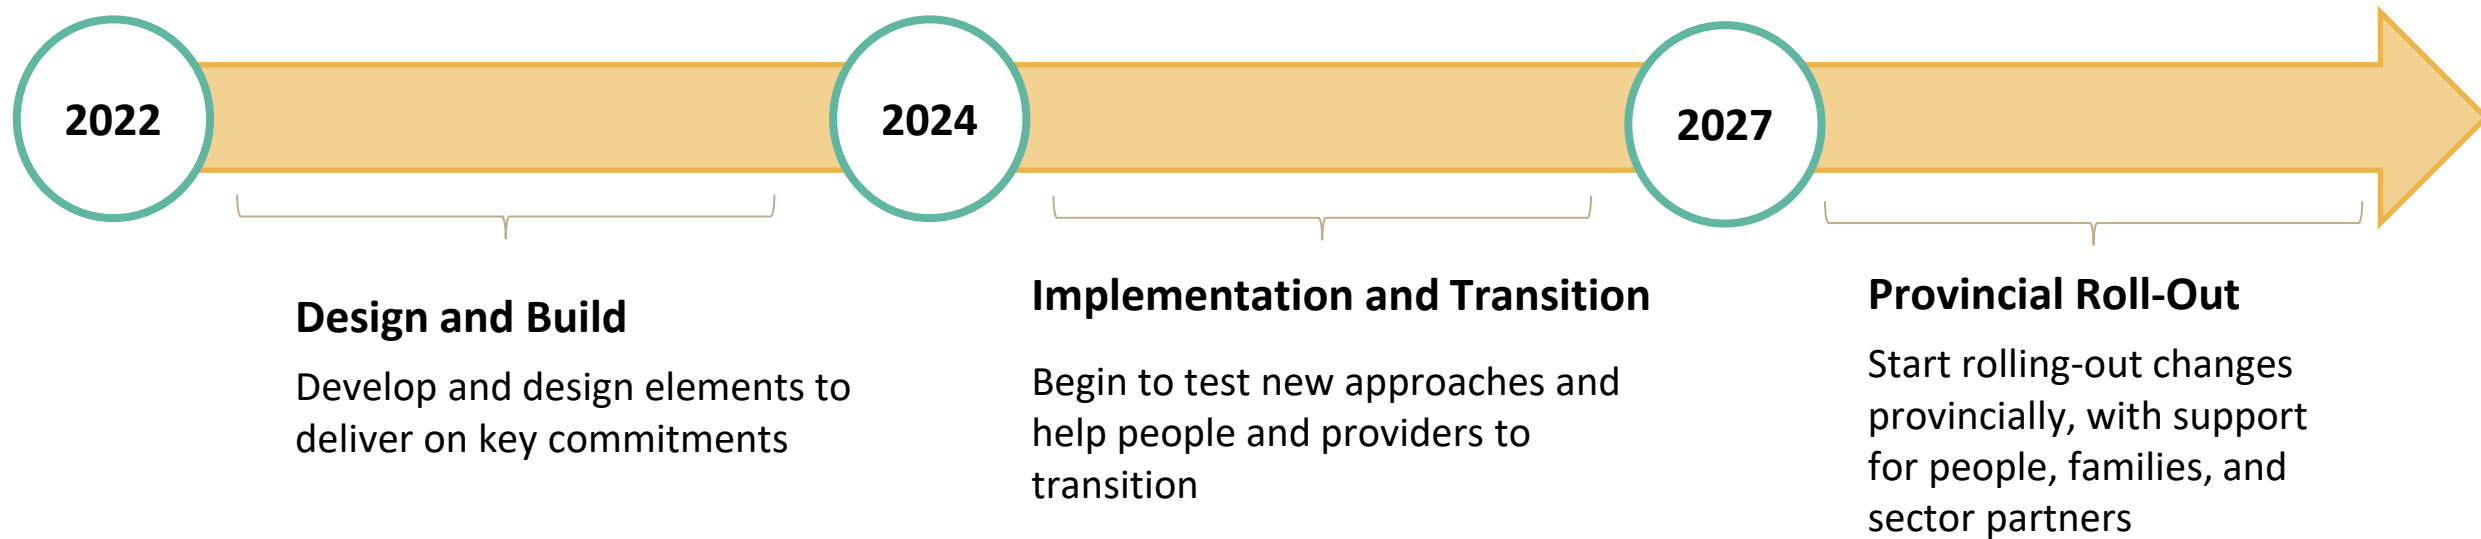 2022
2024
2027
Design and Build
Develop and design elements to
deliver on key commitments
Implementation and Transition
Begin to test new approaches and
help people and providers to
transition
Provincial Roll-Out
Start rolling-out changes
provincially, with support
for people, families, and
sector partners